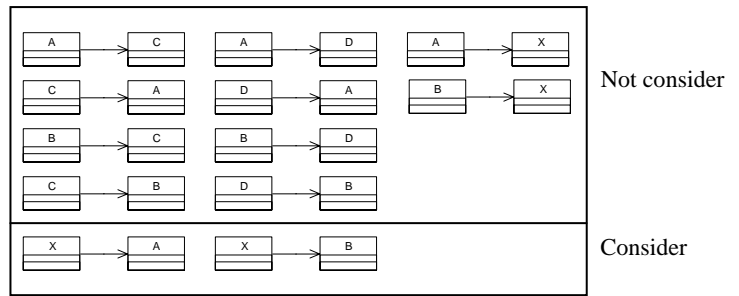 A C A D A X
C A D A B X
Not consider
B C B D
C B D B
X A X B
Consider